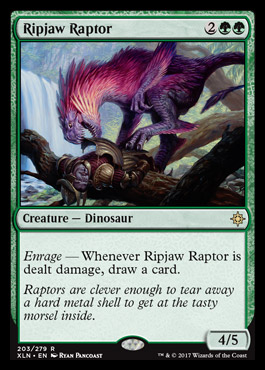 Ripjaw Raptor 2
Creature — Dinosaur
Enrage — Whenever Ripjaw Raptor is
dealt damage, draw a card.
Raptors are clever enough to tear away
a hard metal shell to get at the tasty
morsel inside.
4/5
203/279 R
XLN • EN Ryan Pancoast
™ & © 2017 Wizards of the Coast